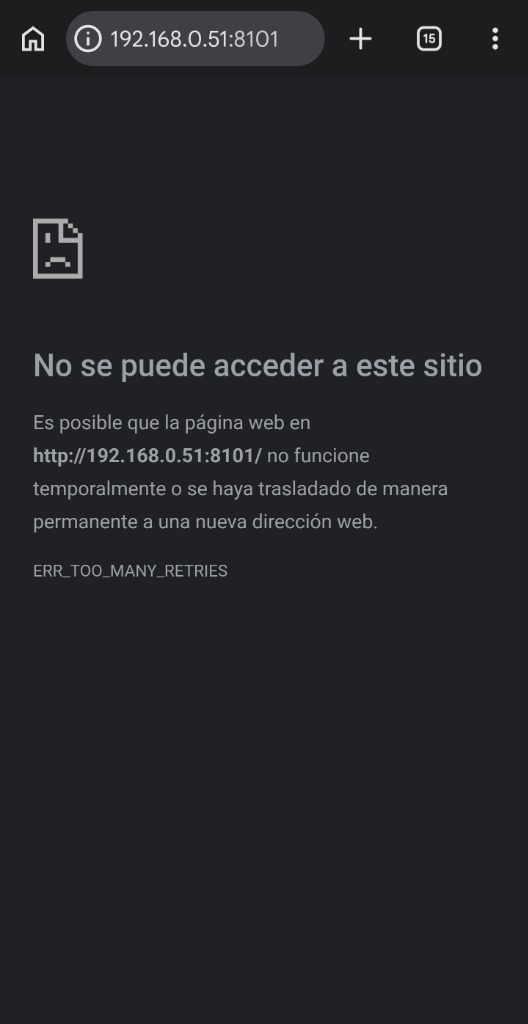 192.168.0.51:8101
15
No se puede acceder a este sitio
Es posible que la página web en
http://192.168.0.51:8101/ no funcione
temporalmente o se haya trasladado de manera
permanente a una nueva dirección web.
ERR_TOO_MANY_RETRIES